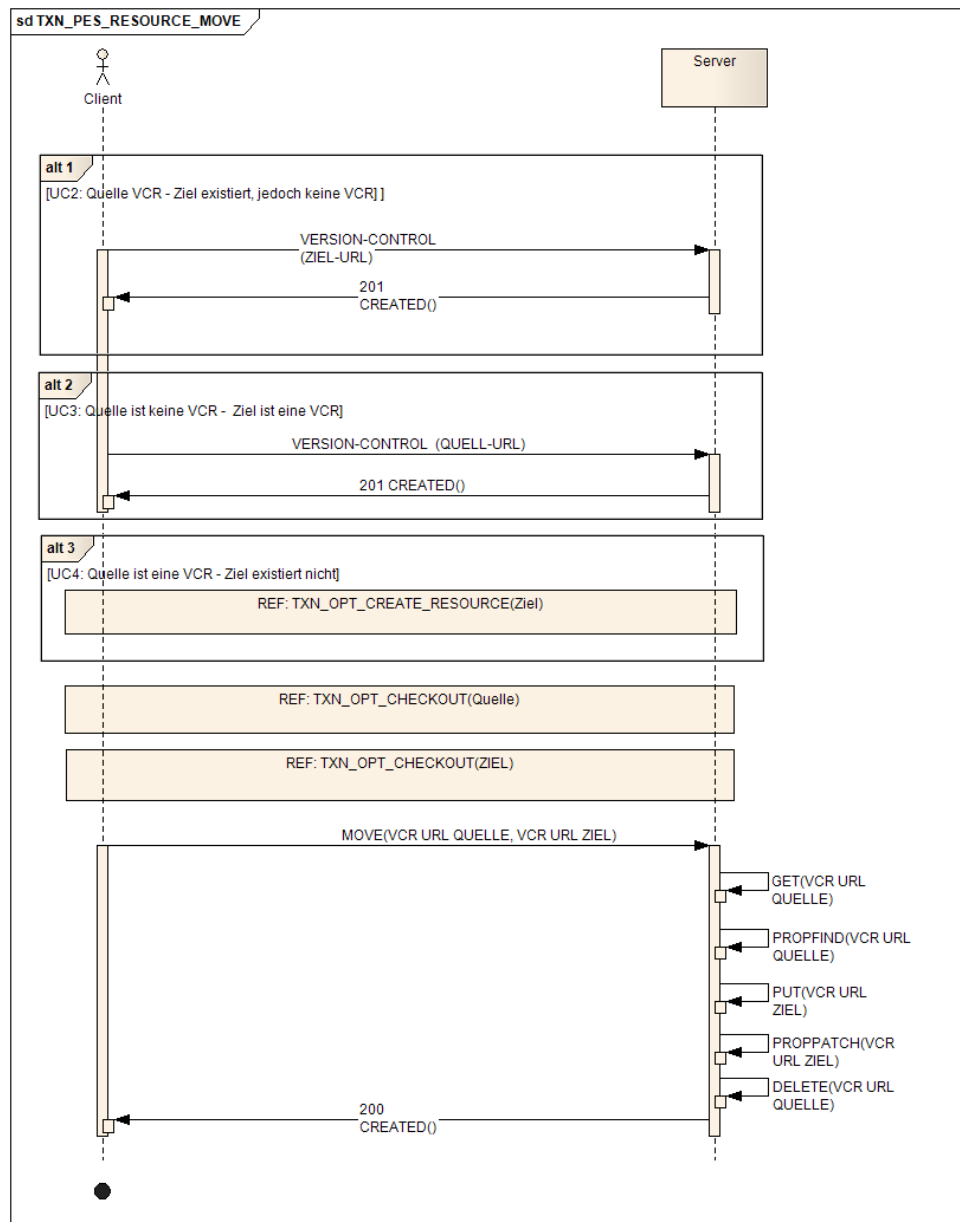 sd TXN_PES_RESOURCE_MOVE
Client
Server
alt 1
[UC2: Quelle VCR - Ziel existiert, jedoch keine VCR] ]
VERSION-CONTROL
(ZIEL-URL)
201
CREATED()
alt 2
[UC3: Quelle ist keine VCR -  Ziel ist eine VCR]
VERSION-CONTROL  (QUELL-URL)
201 CREATED()
alt 3
[UC4: Quelle ist eine VCR - Ziel existiert nicht]
REF: TXN_OPT_CREATE_RESOURCE(Ziel)
REF: TXN_OPT_CHECKOUT(Quelle)
REF: TXN_OPT_CHECKOUT(ZIEL)
MOVE(VCR URL QUELLE, VCR URL ZIEL)
GET(VCR URL
QUELLE)
PROPFIND(VCR URL
QUELLE)
PUT(VCR URL
ZIEL)
PROPPATCH(VCR
URL ZIEL)
DELETE(VCR URL
QUELLE)
200
CREATED()